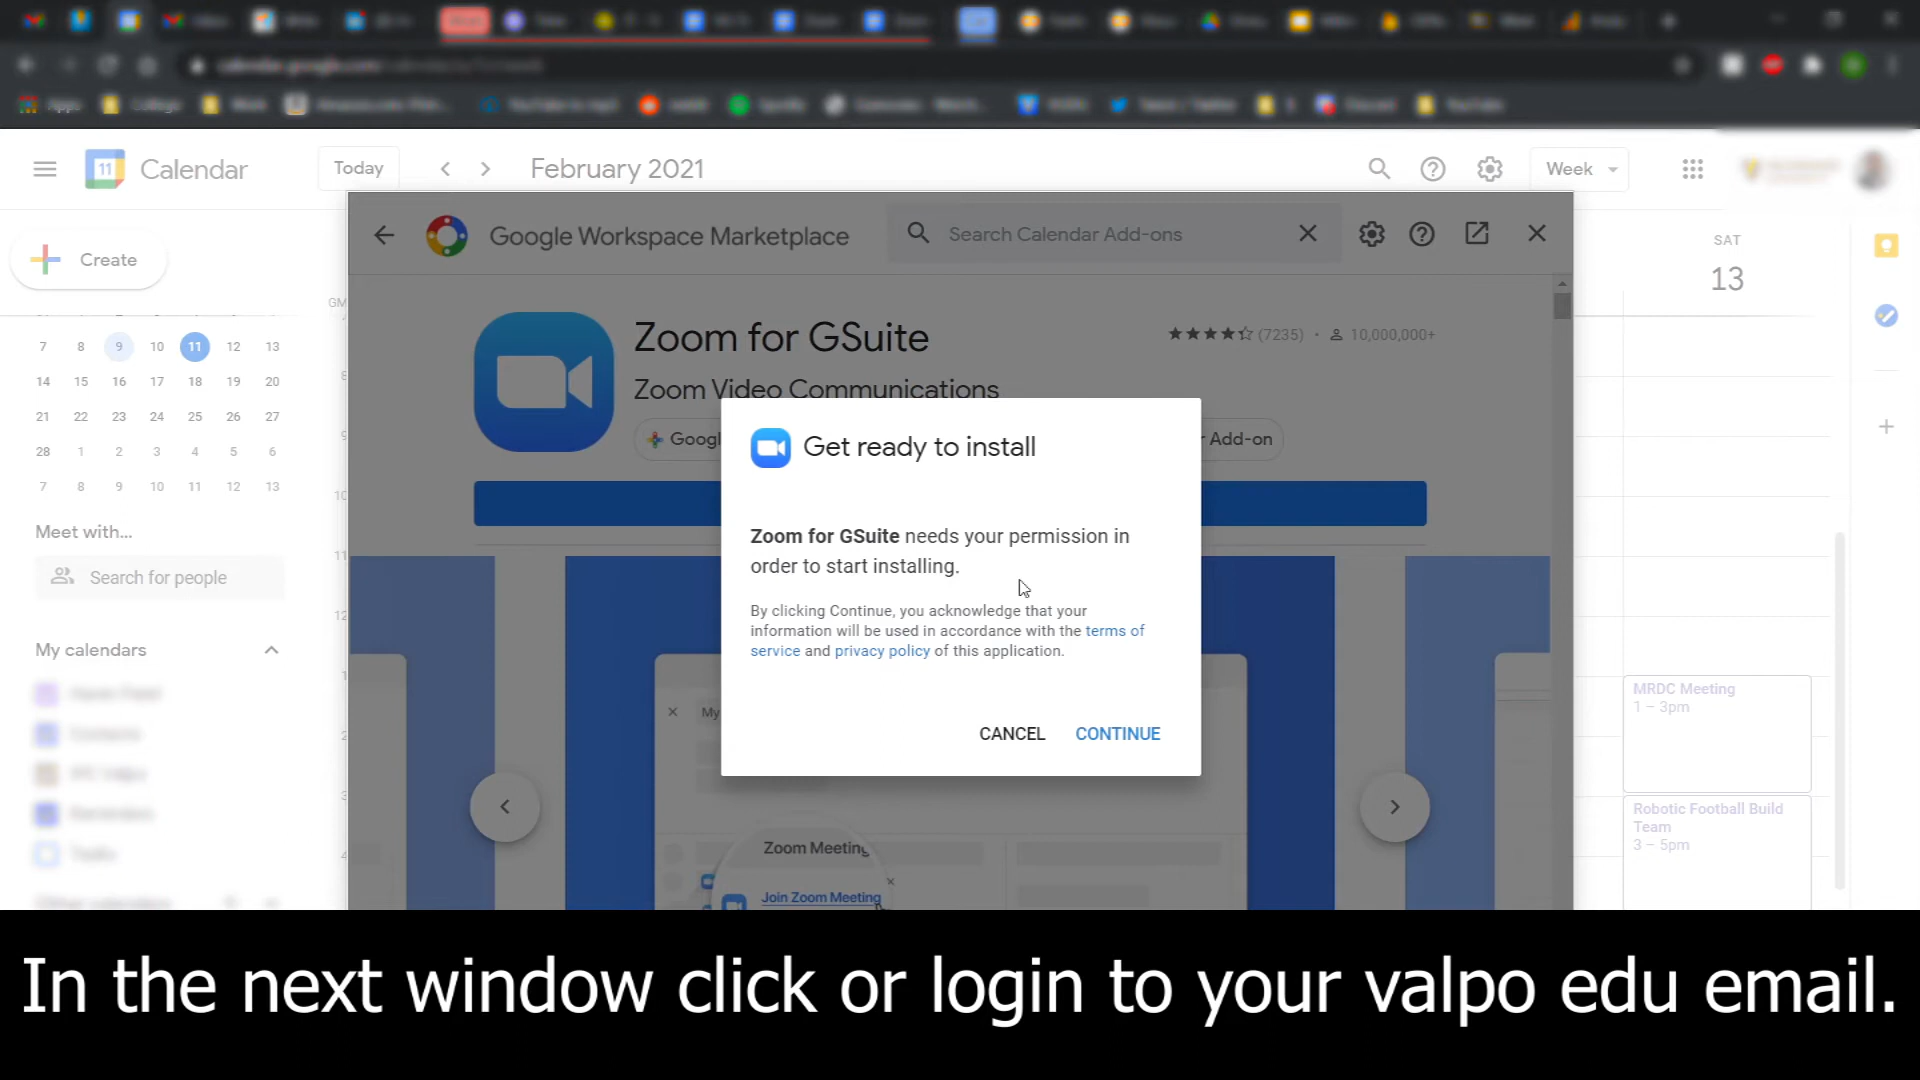 Calendar
Today
February 2021
Week
Google Workspace Marketplace
Search Calendar Add-ons
Create
SAT
13
GM
Zoom for GSuite
(7235)
10,000,000+
Zoom Video Communications
7 8 9 10 11 12 13
14 15 16 17 18 19 20
21 22 23 24 25 26 27
28 1 2 3 4 5 6
7 8 9 10 11 12 13
Googl
Add-on
Get ready to install
Zoom for GSuite needs your permission in
order to start installing.
By clicking Continue, you acknowledge that your
information will be used in accordance with the terms of
service and privacy policy of this application.
CANCEL CONTINUE
Meet with...
Search for people
My calendars
My
MRDC Meeting
1 – 3pm
Robotic Football Build
Team
3 – 5pm
Zoom Meeting
Join Zoom Meeting
In the next window click or login to your valpo edu email.